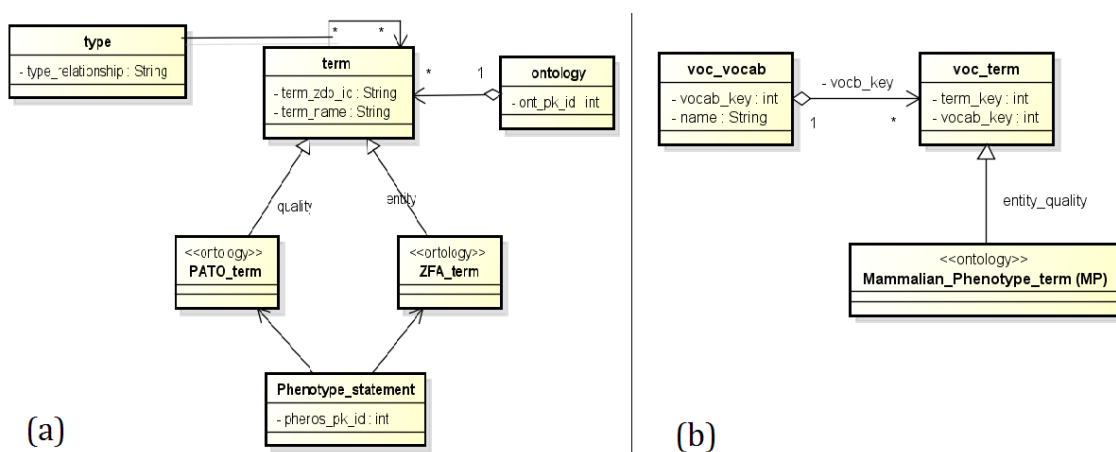 type
- type_relationship : String
*
*
term
- term_zdb_id : String
- term_name : String
*
1
ontology
- ont_pk_id : int
quality
entity
<<ontology>>
PATO_term
<<ontology>>
ZFA_term
Phenotype_statement
- pheros_pk_id : int
(a)
voc_vocab
- vocab_key : int
- name : String
- vocb_key
1
*
voc_term
- term_key : int
- vocab_key : int
entity_quality
<<ontology>>
Mammalian_Phenotype_term (MP)
(b)